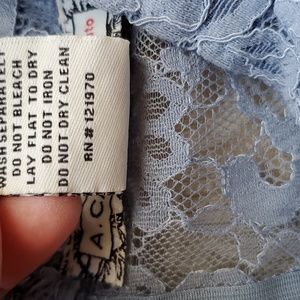 WASH SEPARATELY
DO NOT BLEACH
LAY FLAT TO DRY
DO NOT IRON
DO NOT DRY CLEAN
RN # 121970